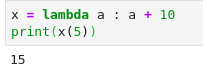 x = lambda a : a + 10
print(x(5))
15